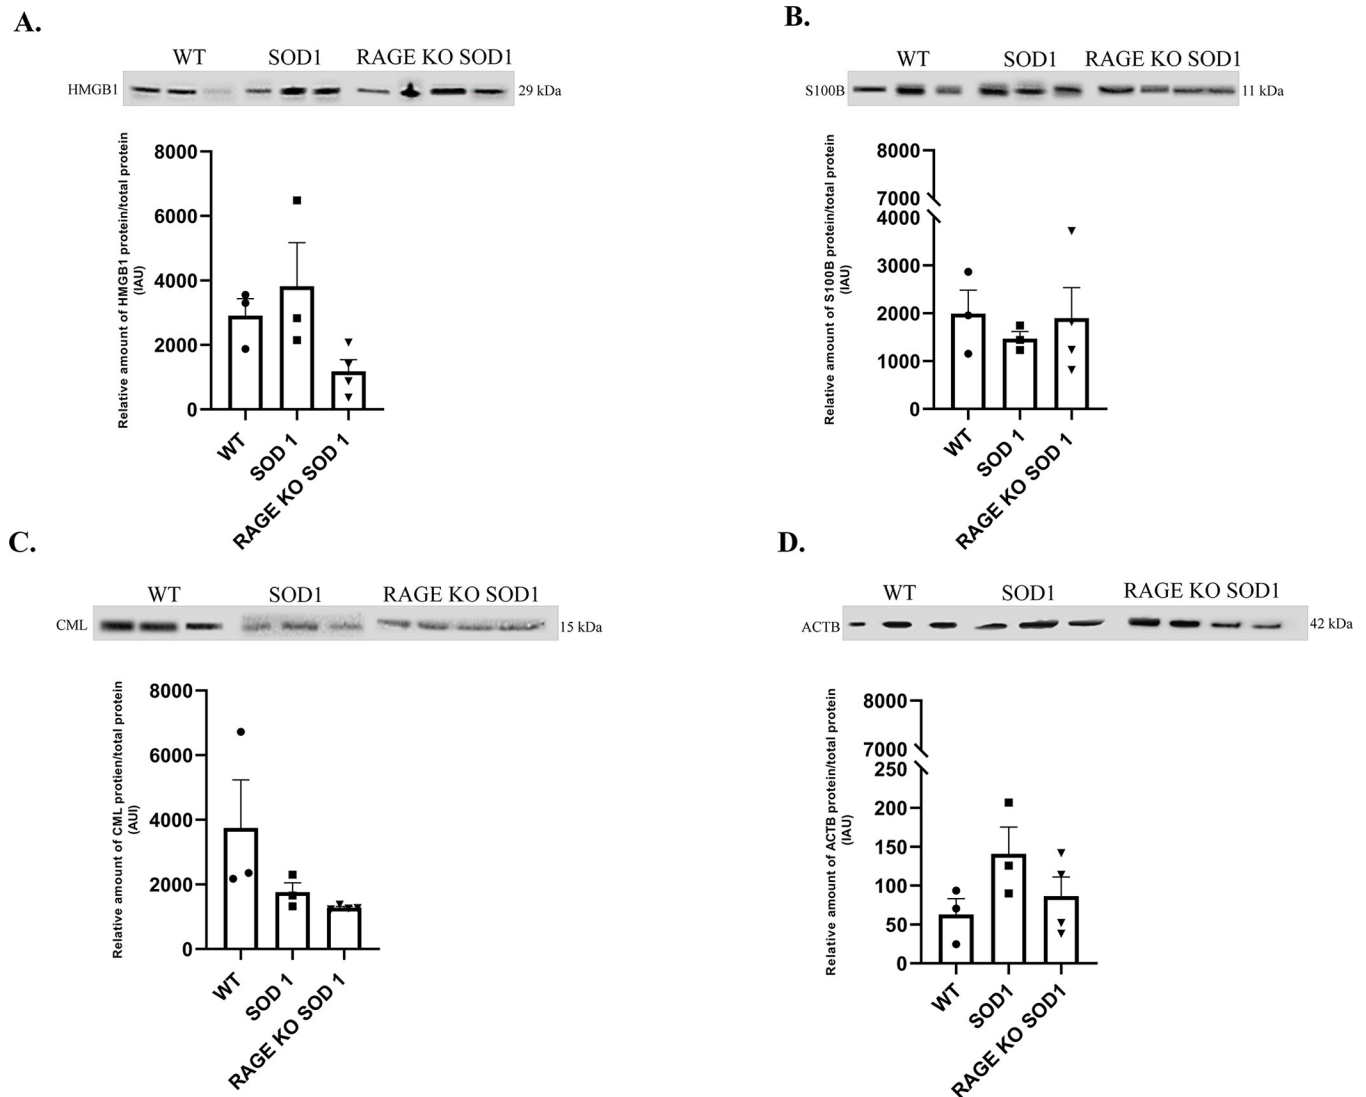 A.
WT SOD1 RAGE KO SOD1
HMGB1 29 kDa
Relative amount of HMGB1 protein/total protein
(IAU)
8000
6000
4000
2000
0
WT
SOD 1
RAGE KO SOD 1
B.
WT SOD1 RAGE KO SOD1
S100B 11 kDa
Relative amount of S100B protein/total protein
(IAU)
8000
7000
4000
3000
2000
1000
0
WT
SOD 1
RAGE KO SOD 1
C.
WT SOD1 RAGE KO SOD1
CML 15 kDa
Relative amount of CML protien/total protein
(AUI)
8000
6000
4000
2000
0
WT
SOD 1
RAGE KO SOD 1
D.
WT SOD1 RAGE KO SOD1
ACTB 42 kDa
Relative amount of ACTB protein/total protein
(IAU)
8000
7000
250
200
150
100
50
0
WT
SOD1
RAGE KO SOD1